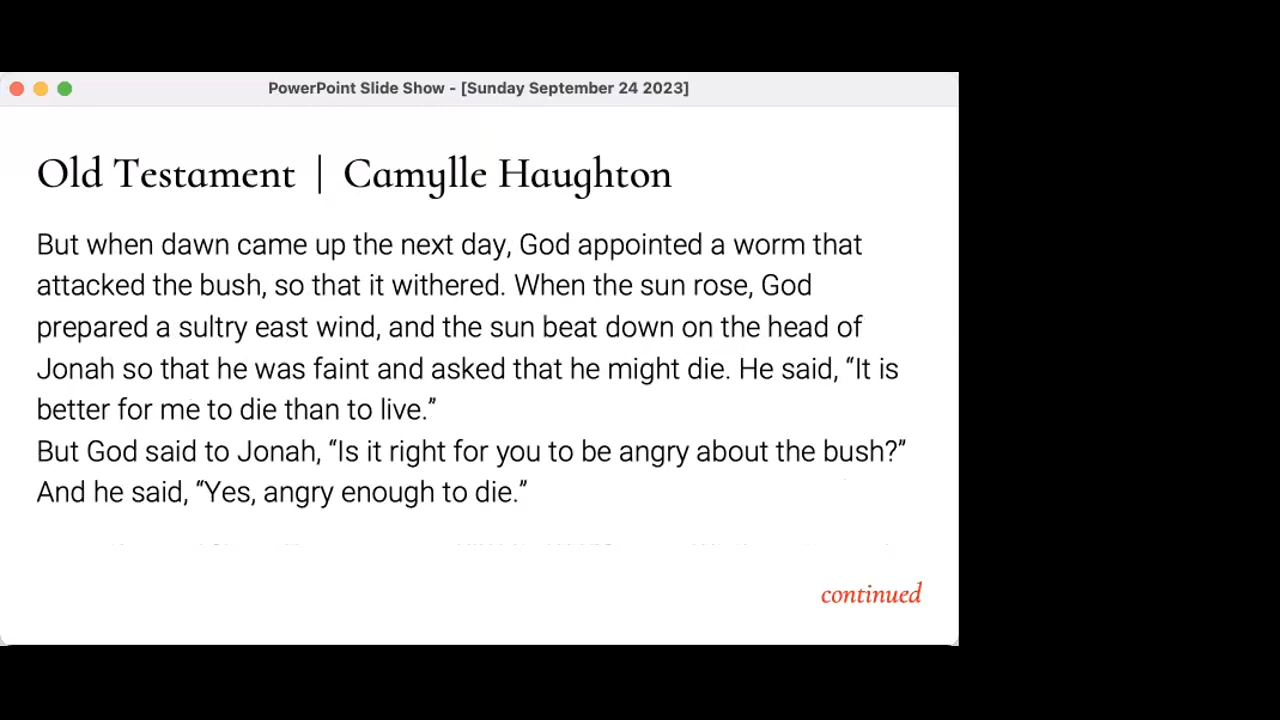 PowerPoint Slide Show - [Sunday September 24 2023]
Old Testament | Camylle Haughton
But when dawn came up the next day, God appointed a worm that
attacked the bush, so that it withered. When the sun rose, God
prepared a sultry east wind, and the sun beat down on the head of
Jonah so that he was faint and asked that he might die. He said, “It is
better for me to die than to live.”
But God said to Jonah, “Is it right for you to be angry about the bush?”
And he said, “Yes, angry enough to die.”
continued